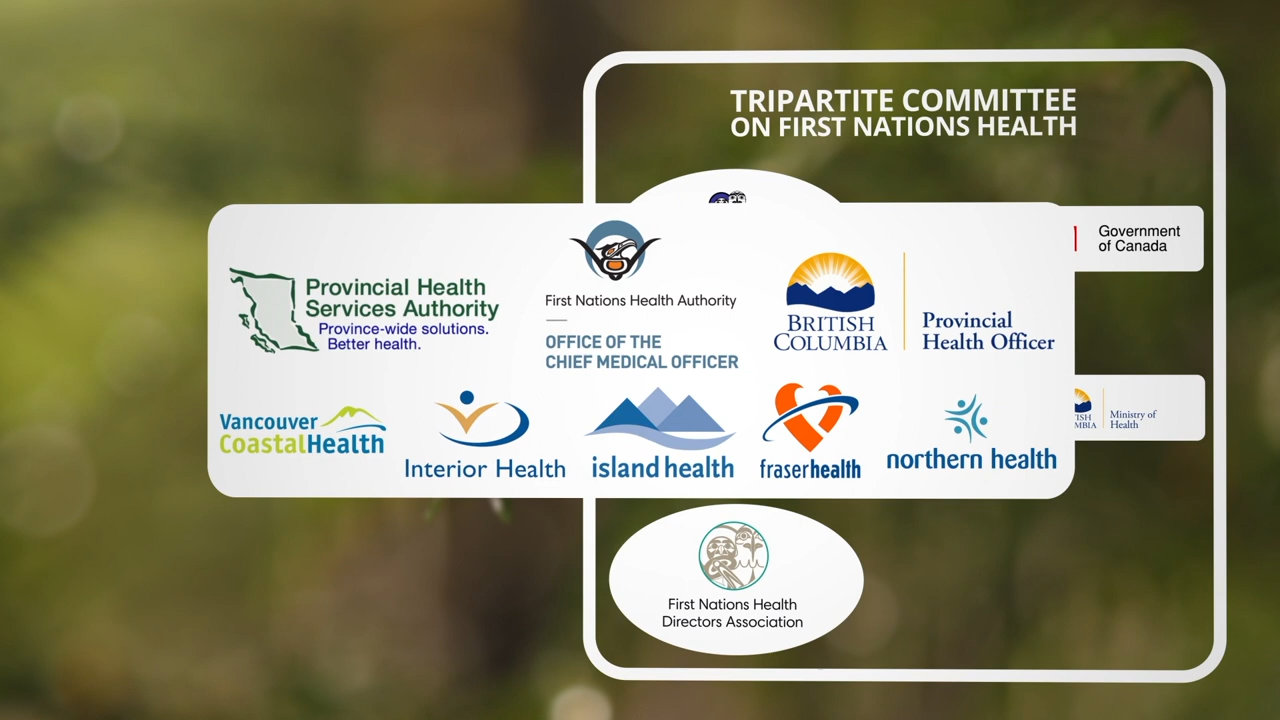 TRIPARTITE COMMITTEE
ON FIRST NATIONS HEALTH
Government
of Canada
Provincial Health
Services Authority
Province-wide solutions.
Better health.
First Nations Health Authority
OFFICE OF THE
CHIEF MEDICAL OFFICER
BRITISH
COLUMBIA
Provincial
Health Officer
Vancouver
CoastalHealth
Interior Health
island health
fraserhealth
northern health
TISH
MBIA
Ministry of
Health
First Nations Health
Directors Association